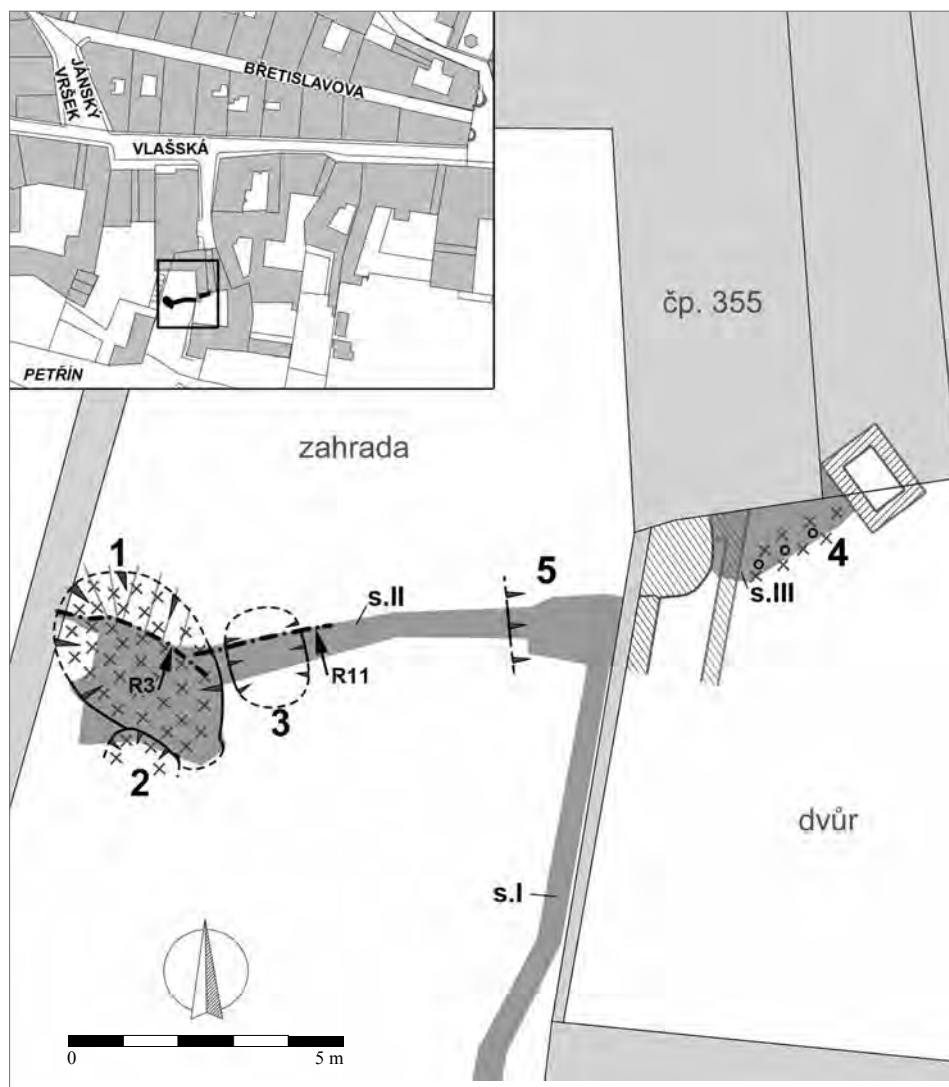 JÁNSKÝ
VRŠEK
BŘETISLAVOVA
VLAŠSKÁ
PETŘÍN
čp. 355
zahrada
1
5
4
s.II
s.III
R3
R11
3
2
dvůr
s.I
0
5 m